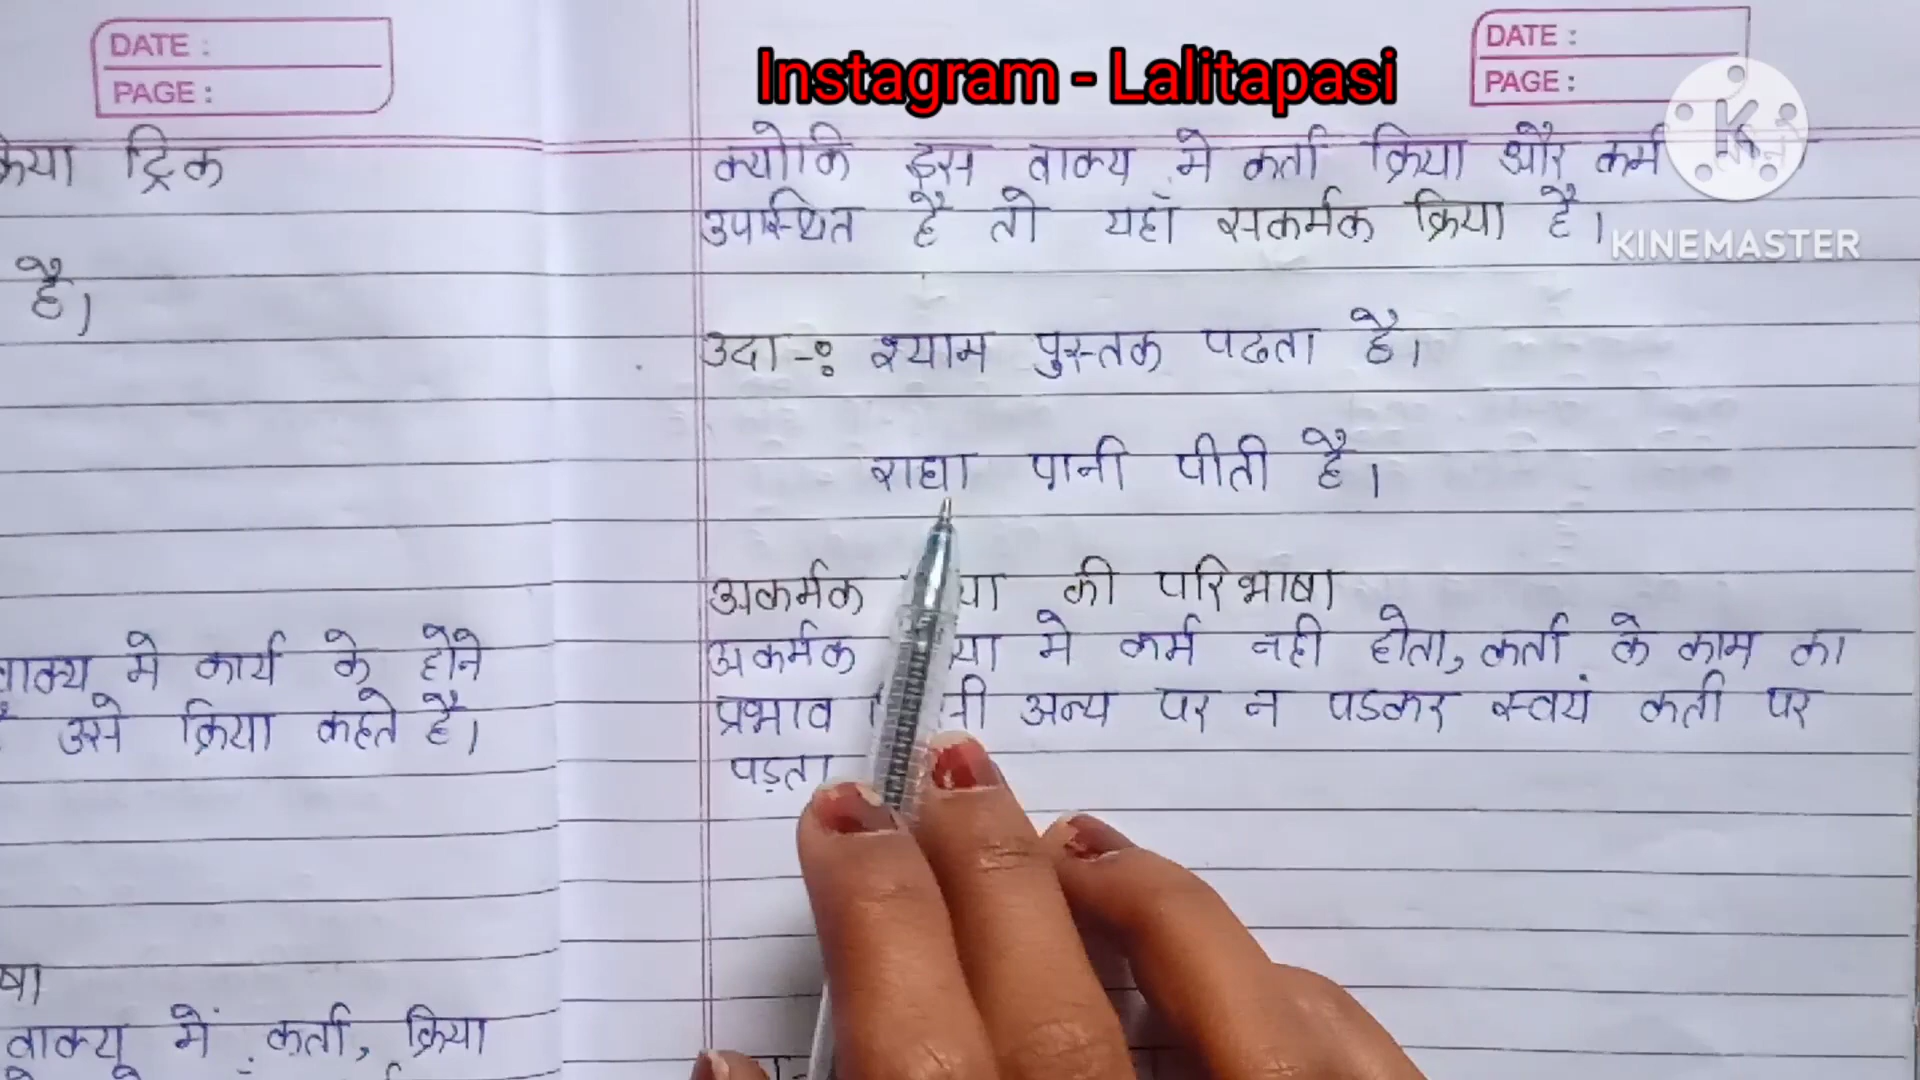 DATE :
PAGE :
Instagram - Lalitapasi
DATE :
PAGE :
ट्रिक
है।
वाक्य मे कार्य के होने
उसे क्रिया कहते है।
वाक्य में कर्ता, क्रिया
क्योकि इस वाक्य मे कर्ता क्रिया और कर्म
उपस्थित है तो यहाँ सकर्मक क्रिया है।
उदा-: श्याम पुस्तक पढता है।
राधा पानी पीती है।
अकर्मक की परिभाषा
अकर्मक मे कर्म नही होता, कर्ता के काम का
प्रभाव अन्य पर न पडकर स्वयं कर्ता पर
पड़ता
K
KINEMASTER